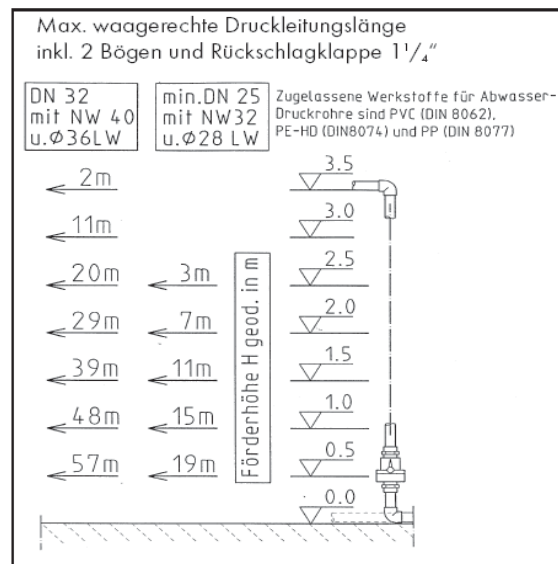 Max. waagerechte Druckleitungslänge
inkl. 2 Bögen und Rückschlagklappe 1 1/4"
DN 32
mit NW 40
u.Φ36LW
min.DN 25
mit NW32
u.Φ28 LW
Zugelassene Werkstoffe für Abwasser-
Druckrohre sind PVC (DIN 8062),
PE-HD (DIN8074) und PP (DIN 8077)
2m
3.5
11m
3.0
20m
3m
2.5
29m
7m
2.0
39m
11m
1.5
48m
15m
1.0
57m
19m
0.5
0.0
Förderhöhe H geod. in m